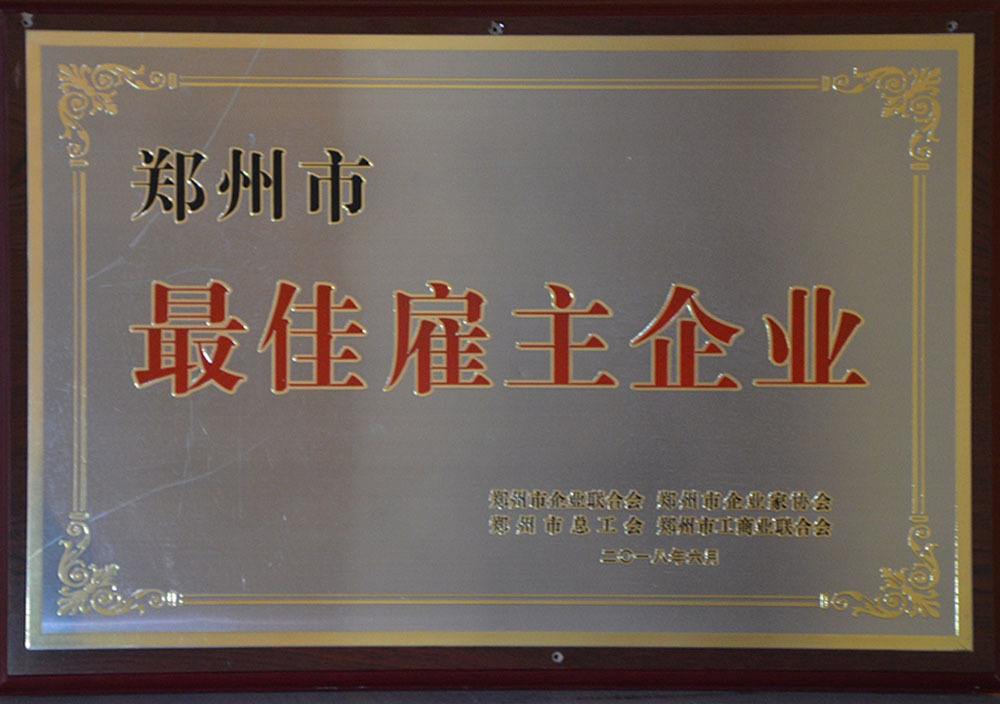 郑州市
最佳雇主企业
郑州市企业联合会 郑州市企业家协会
郑州市总工会 郑州市工商业联合会
二〇一八年六月